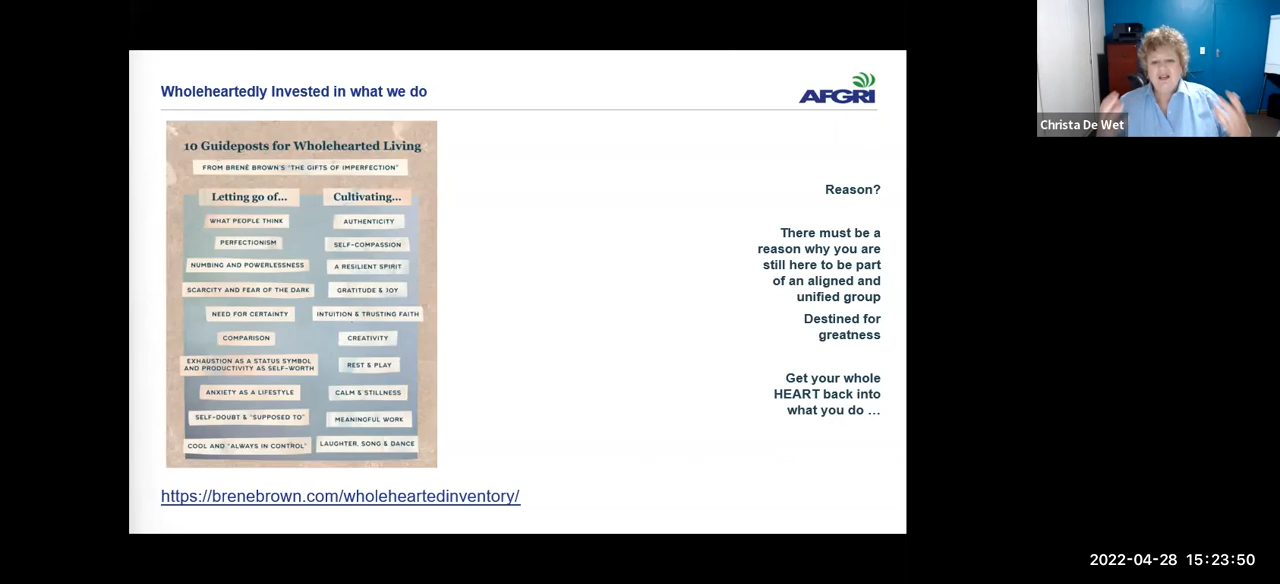 Wholeheartedly Invested in what we do
AFGRI
10 Guideposts for Wholehearted Living
FROM BRENÉ BROWN'S "THE GIFTS OF IMPERFECTION"
Letting go of... Cultivating...
WHAT PEOPLE THINK AUTHENTICITY
PERFECTIONISM SELF-COMPASSION
NUMBING AND POWERLESSNESS A RESILIENT SPIRIT
SCARCITY AND FEAR OF THE DARK GRATITUDE & JOY
NEED FOR CERTAINTY INTUITION & TRUSTING FAITH
COMPARISON CREATIVITY
EXHAUSTION AS A STATUS SYMBOL
AND PRODUCTIVITY AS SELF-WORTH REST & PLAY
ANXIETY AS A LIFESTYLE CALM & STILLNESS
SELF-DOUBT & "SUPPOSED TO" MEANINGFUL WORK
COOL AND "ALWAYS IN CONTROL" LAUGHTER, SONG & DANCE
Reason?
There must be a
reason why you are
still here to be part
of an aligned and
unified group
Destined for
greatness
Get your whole
HEART back into
what you do ...
https://brenebrown.com/wholeheartedinventory/
Christa De Wet
2022-04-28 15:23:50